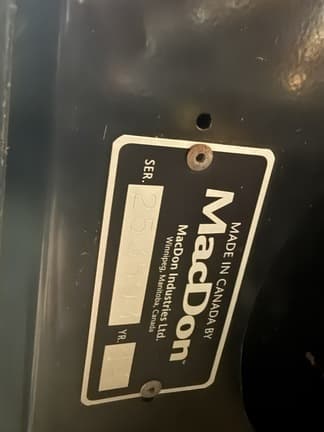 MADE IN CANADA BY
MacDon
MacDon Industries Ltd.
Winnipeg, Manitoba, Canada
SER. YR.